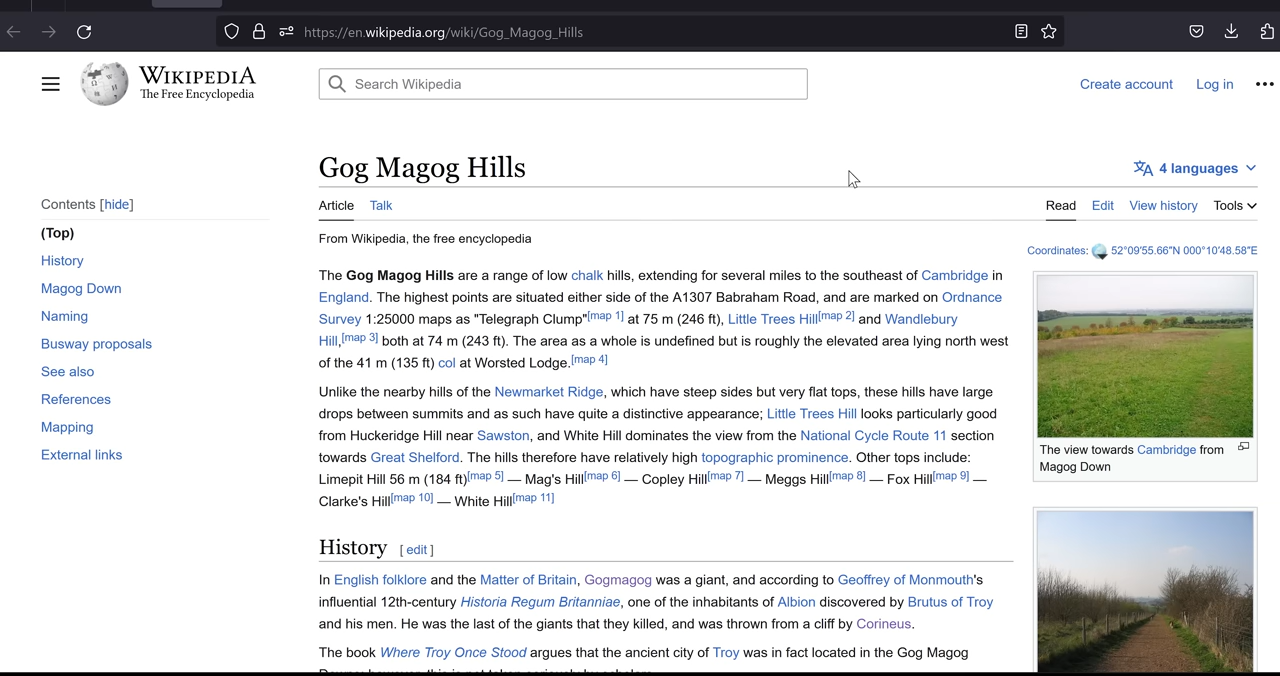 https://en.wikipedia.org/wiki/Gog_Magog_Hills
WIKIPEDIA
The Free Encyclopedia
Search Wikipedia
Create account
Log in
Gog Magog Hills
4 languages
Contents [hide]
(Top)
History
Magog Down
Naming
Busway proposals
See also
References
Mapping
External links
Article Talk
Read Edit View history Tools
From Wikipedia, the free encyclopedia
Coordinates: 52°09′55.66″N 000°10′48.58″E
The Gog Magog Hills are a range of low chalk hills, extending for several miles to the southeast of Cambridge in
England. The highest points are situated either side of the A1307 Babraham Road, and are marked on Ordnance
Survey 1:25000 maps as "Telegraph Clump"[map 1] at 75 m (246 ft), Little Trees Hill[map 2] and Wandlebury
Hill,[map 3] both at 74 m (243 ft). The area as a whole is undefined but is roughly the elevated area lying north west
of the 41 m (135 ft) col at Worsted Lodge.[map 4]
Unlike the nearby hills of the Newmarket Ridge, which have steep sides but very flat tops, these hills have large
drops between summits and as such have quite a distinctive appearance; Little Trees Hill looks particularly good
from Huckeridge Hill near Sawston, and White Hill dominates the view from the National Cycle Route 11 section
towards Great Shelford. The hills therefore have relatively high topographic prominence. Other tops include:
Limepit Hill 56 m (184 ft)[map 5] — Mag's Hill[map 6] — Copley Hill[map 7] — Meggs Hill[map 8] — Fox Hill[map 9] —
Clarke's Hill[map 10] — White Hill[map 11]
The view towards Cambridge from
Magog Down
History [ edit ]
In English folklore and the Matter of Britain, Gogmagog was a giant, and according to Geoffrey of Monmouth's
influential 12th-century Historia Regum Britanniae, one of the inhabitants of Albion discovered by Brutus of Troy
and his men. He was the last of the giants that they killed, and was thrown from a cliff by Corineus.
The book Where Troy Once Stood argues that the ancient city of Troy was in fact located in the Gog Magog